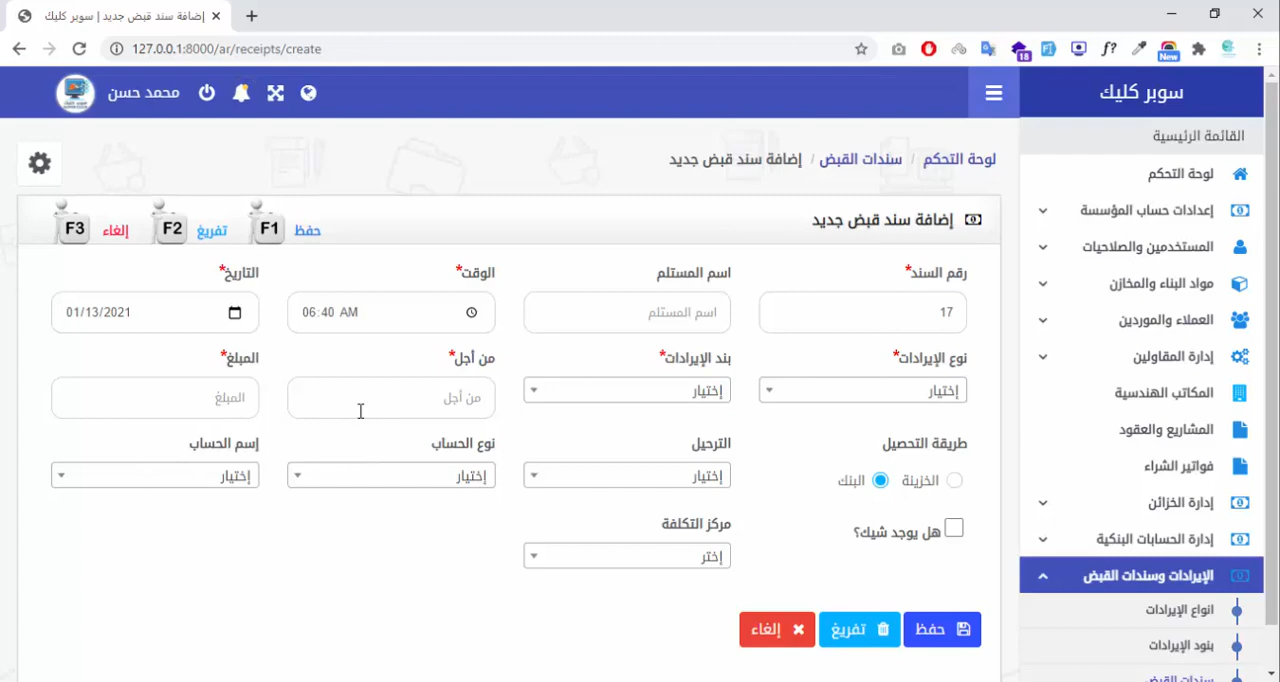 إضافة سند قبض جديد | سوبر كليك
127.0.0.1:8000/ar/receipts/create
18
f?
New
سوبر كليك
محمد حسن
القائمة الرئيسية
لوحة التحكم
إعدادات حساب المؤسسة
المستخدمين والصلاحيات
مواد البناء والمخازن
العملاء والموردين
إدارة المقاولين
المكاتب الهندسية
المشاريع والعقود
فواتير الشراء
إدارة الخزائن
إدارة الحسابات البنكية
الإيرادات وسندات القبض
انواع الإيرادات
بنود الإيرادات
سندات القبض
لوحة التحكم / سندات القبض / إضافة سند قبض جديد
إضافة سند قبض جديد
حفظ F1 تفريغ F2 إلغاء F3
رقم السند* اسم المستلم الوقت* التاريخ*
17 اسم المستلم 06:40 AM 01/13/2021
نوع الإيرادات* بند الإيرادات* من أجل* المبلغ*
إختيار إختيار من أجل المبلغ
طريقة التحصيل الترحيل نوع الحساب إسم الحساب
الخزينة البنك إختيار إختيار إختيار
هل يوجد شيك؟ مركز التكلفة
إختر
حفظ تفريغ إلغاء